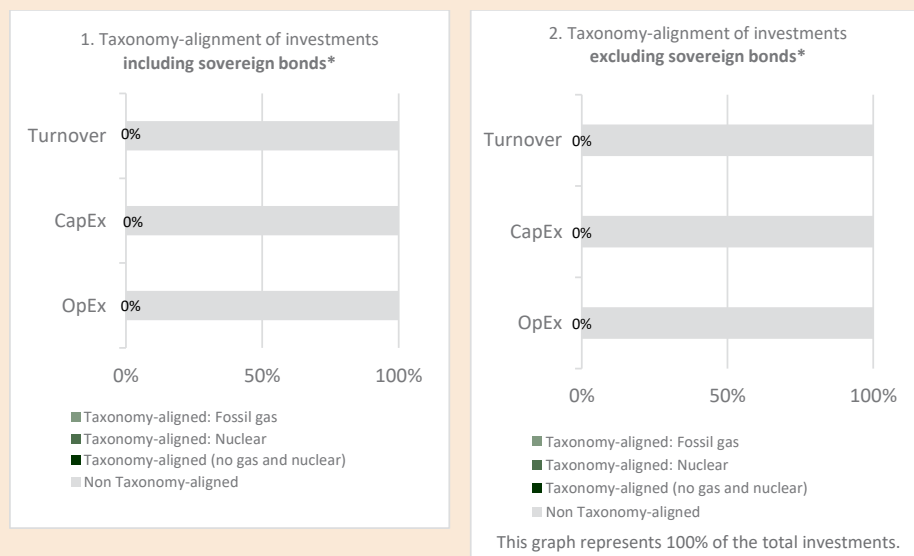 1. Taxonomy-alignment of investments
including sovereign bonds*
Turnover 0%
CapEx 0%
OpEx 0%
0% 50% 100%
Taxonomy-aligned: Fossil gas
Taxonomy-aligned: Nuclear
Taxonomy-aligned (no gas and nuclear)
Non Taxonomy-aligned
2. Taxonomy-alignment of investments
excluding sovereign bonds*
Turnover 0%
CapEx 0%
OpEx 0%
0% 50% 100%
Taxonomy-aligned: Fossil gas
Taxonomy-aligned: Nuclear
Taxonomy-aligned (no gas and nuclear)
Non Taxonomy-aligned
This graph represents 100% of the total investments.